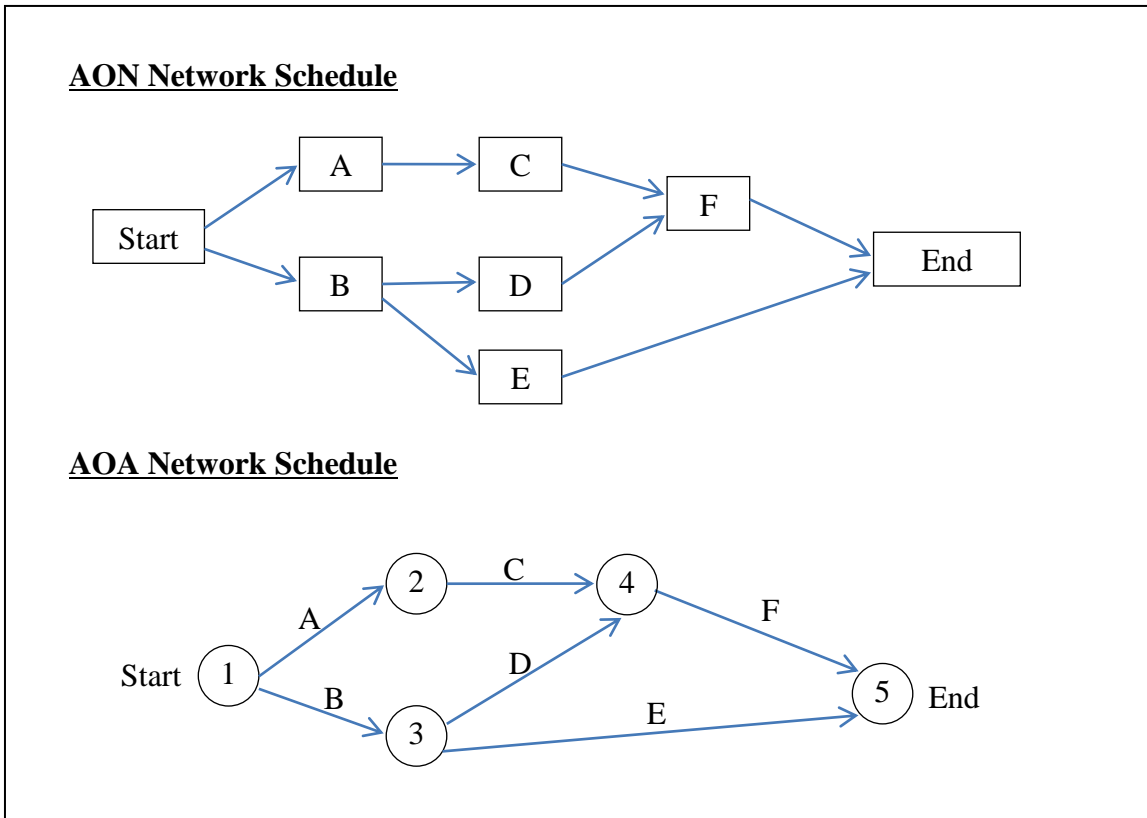 AON Network Schedule
A
C
F
Start
End
B
D
E
AOA Network Schedule
2
C
4
A
F
D
Start
1
5
End
B
E
3